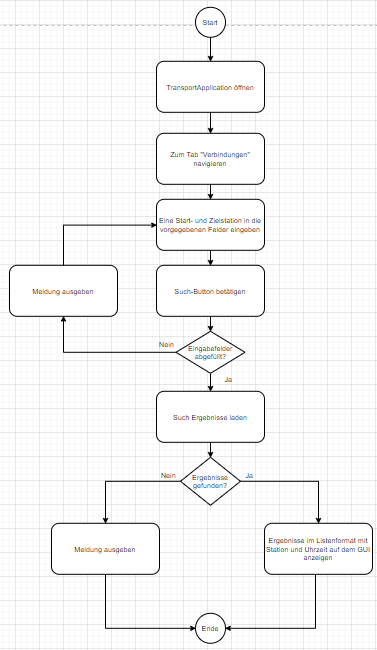 Start
TransportApplication öffnen
Zum Tab "Verbindungen"
navigieren
Eine Start- und Zielstation in die
vorgegebenen Felder eingeben
Meldung ausgeben
Such-Button betätigen
Nein
Eingabefelder
abgefüllt?
Ja
Such Ergebnisse laden
Nein
Ergebnisse
gefunden?
Ja
Meldung ausgeben
Ergebnisse im Listenformat mit
Station und Uhrzeit auf dem GUI
anzeigen
Ende